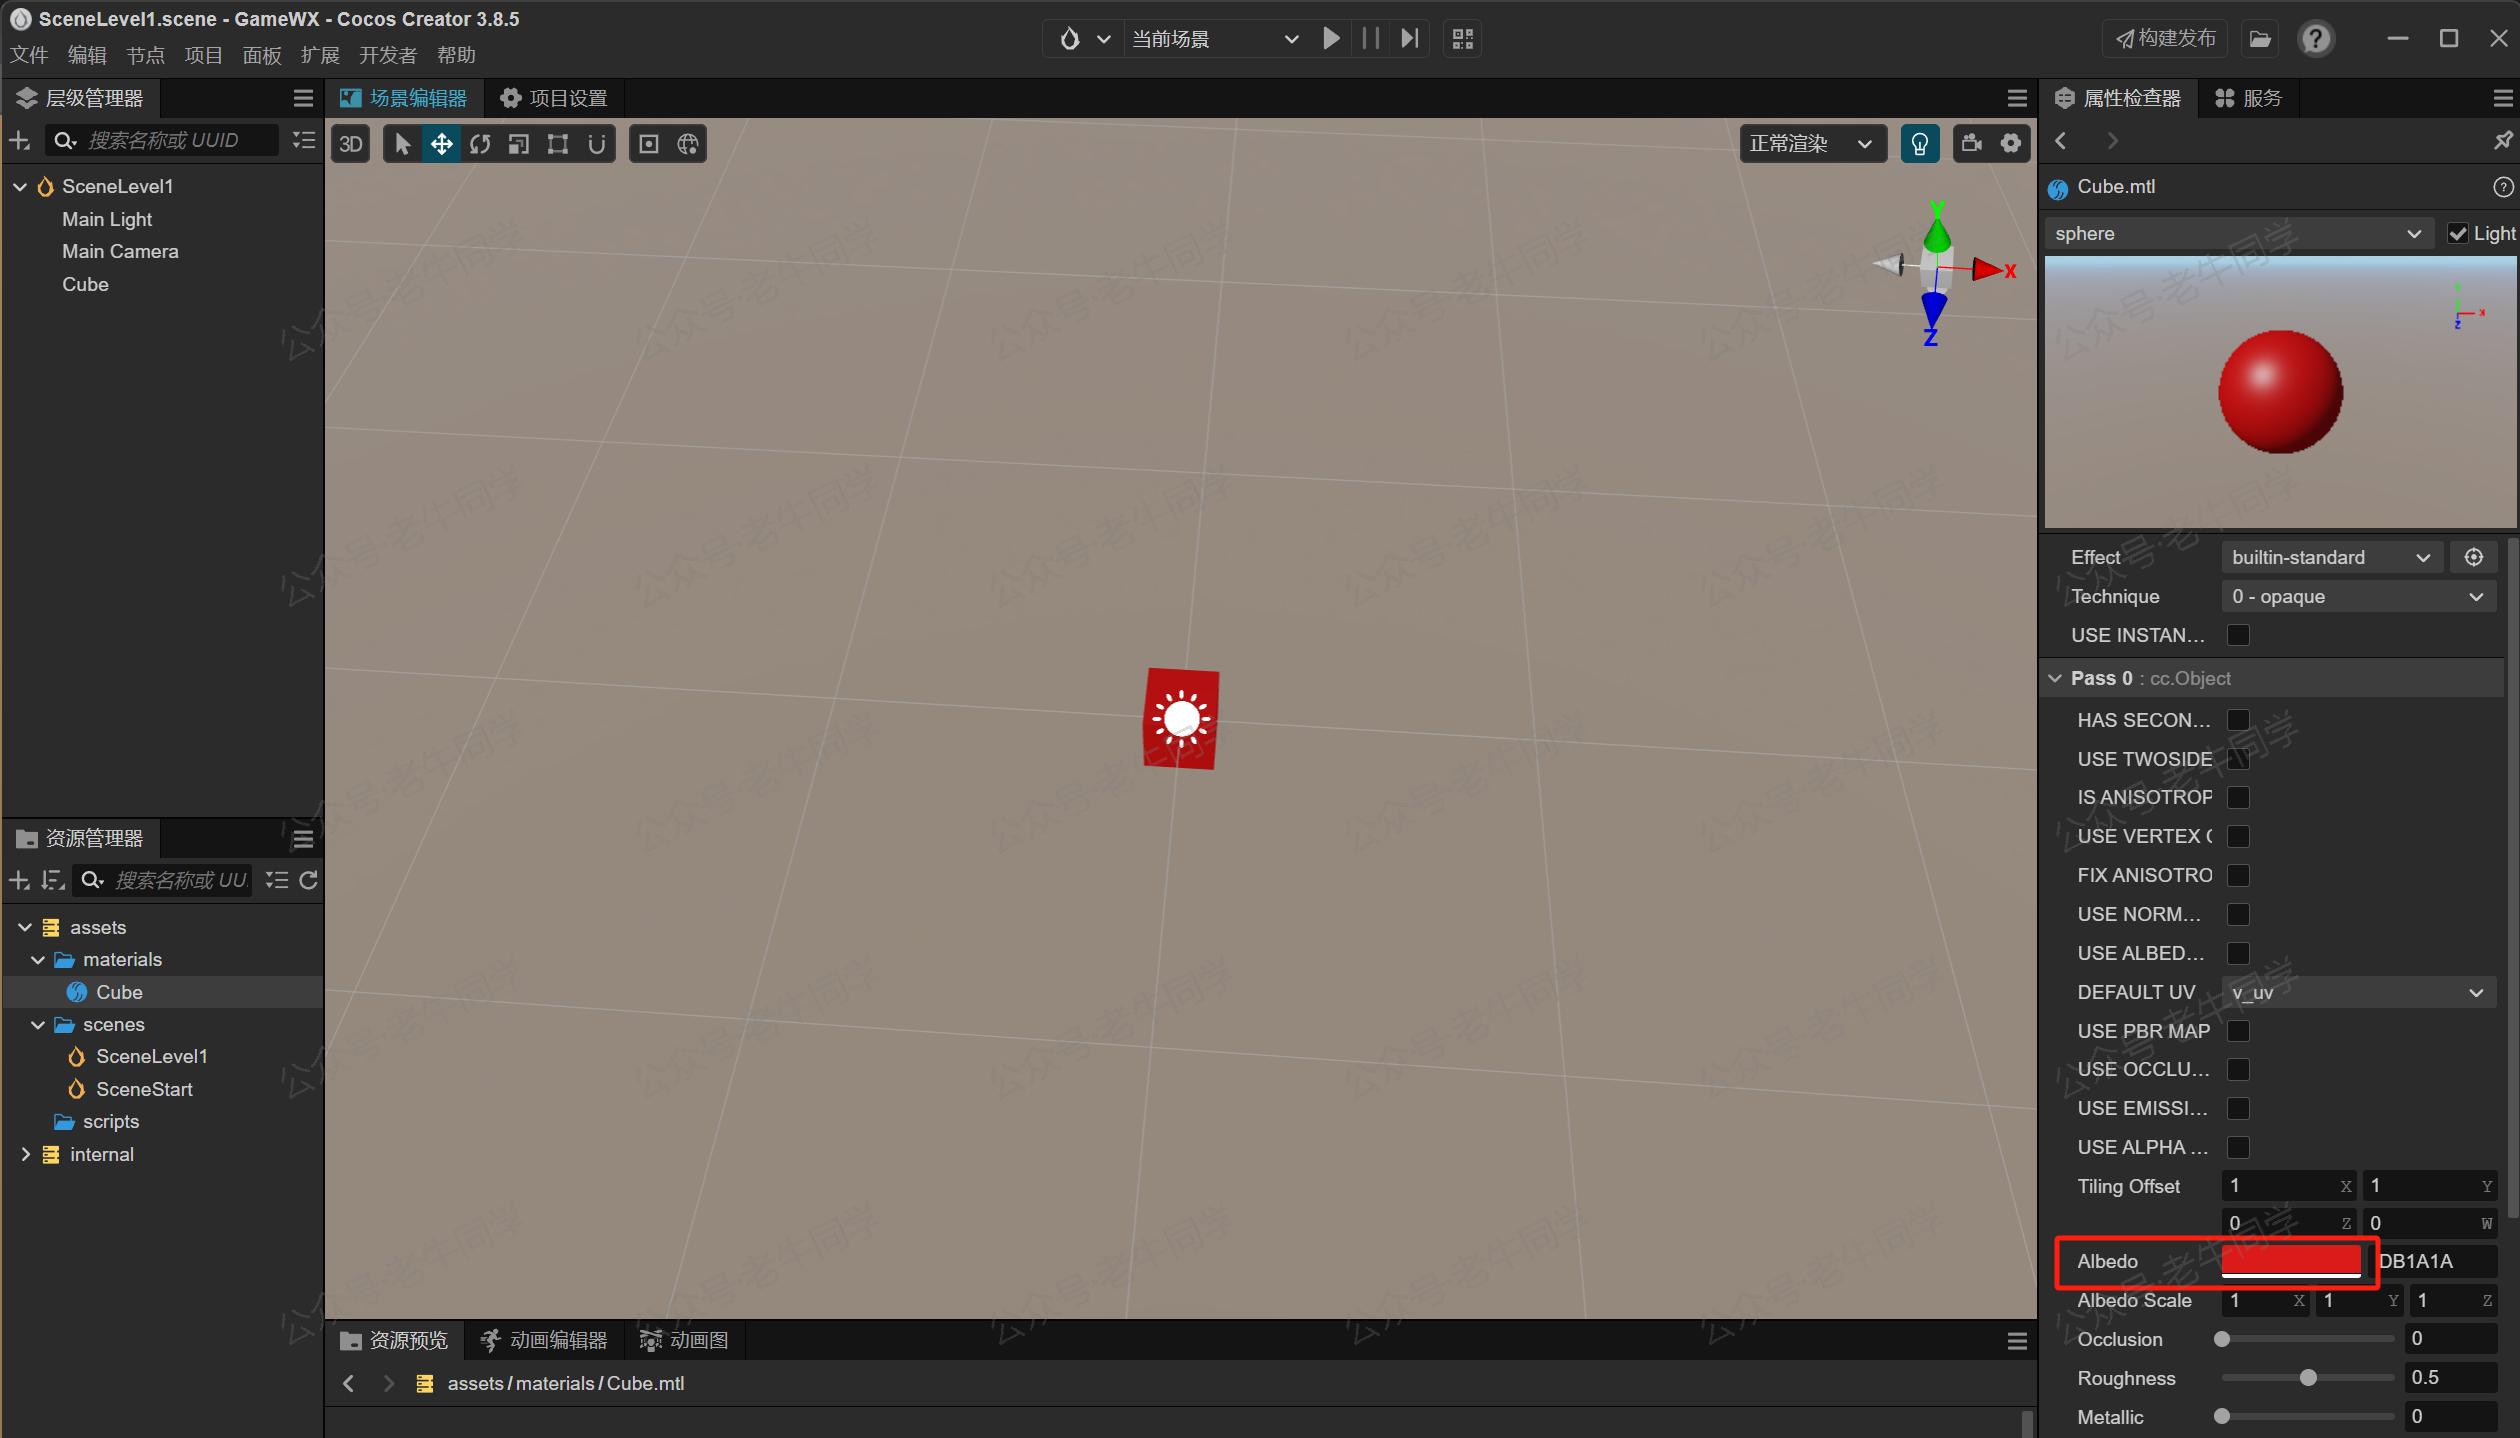 SceneLevel1.scene - GameWX - Cocos Creator 3.8.5
文件 编辑 节点 项目 面板 扩展 开发者 帮助
当前场景
构建发布
层级管理器
搜索名称或 UUID
SceneLevel1
Main Light
Main Camera
Cube
资源管理器
搜索名称或 UU
assets
materials
Cube
scenes
SceneLevel1
SceneStart
scripts
internal
场景编辑器 项目设置
3D
正常渲染
Y
X
Z
公众号·老牛同学
资源预览 动画编辑器 动画图
assets/materials/Cube.mtl
属性检查器 服务
Cube.mtl
sphere Light
Effect builtin-standard
Technique 0 - opaque
USE INSTAN...
Pass 0 : cc.Object
HAS SECON...
USE TWOSIDE
IS ANISOTROP
USE VERTEX C
FIX ANISOTRO
USE NORM...
USE ALBED...
DEFAULT UV v_uv
USE PBR MAP
USE OCCLU...
USE EMISSI...
USE ALPHA ...
Tiling Offset 1 X 1 Y
0 Z 0 W
Albedo DB1A1A
Albedo Scale 1 X 1 Y 1 Z
Occlusion 0
Roughness 0.5
Metallic 0